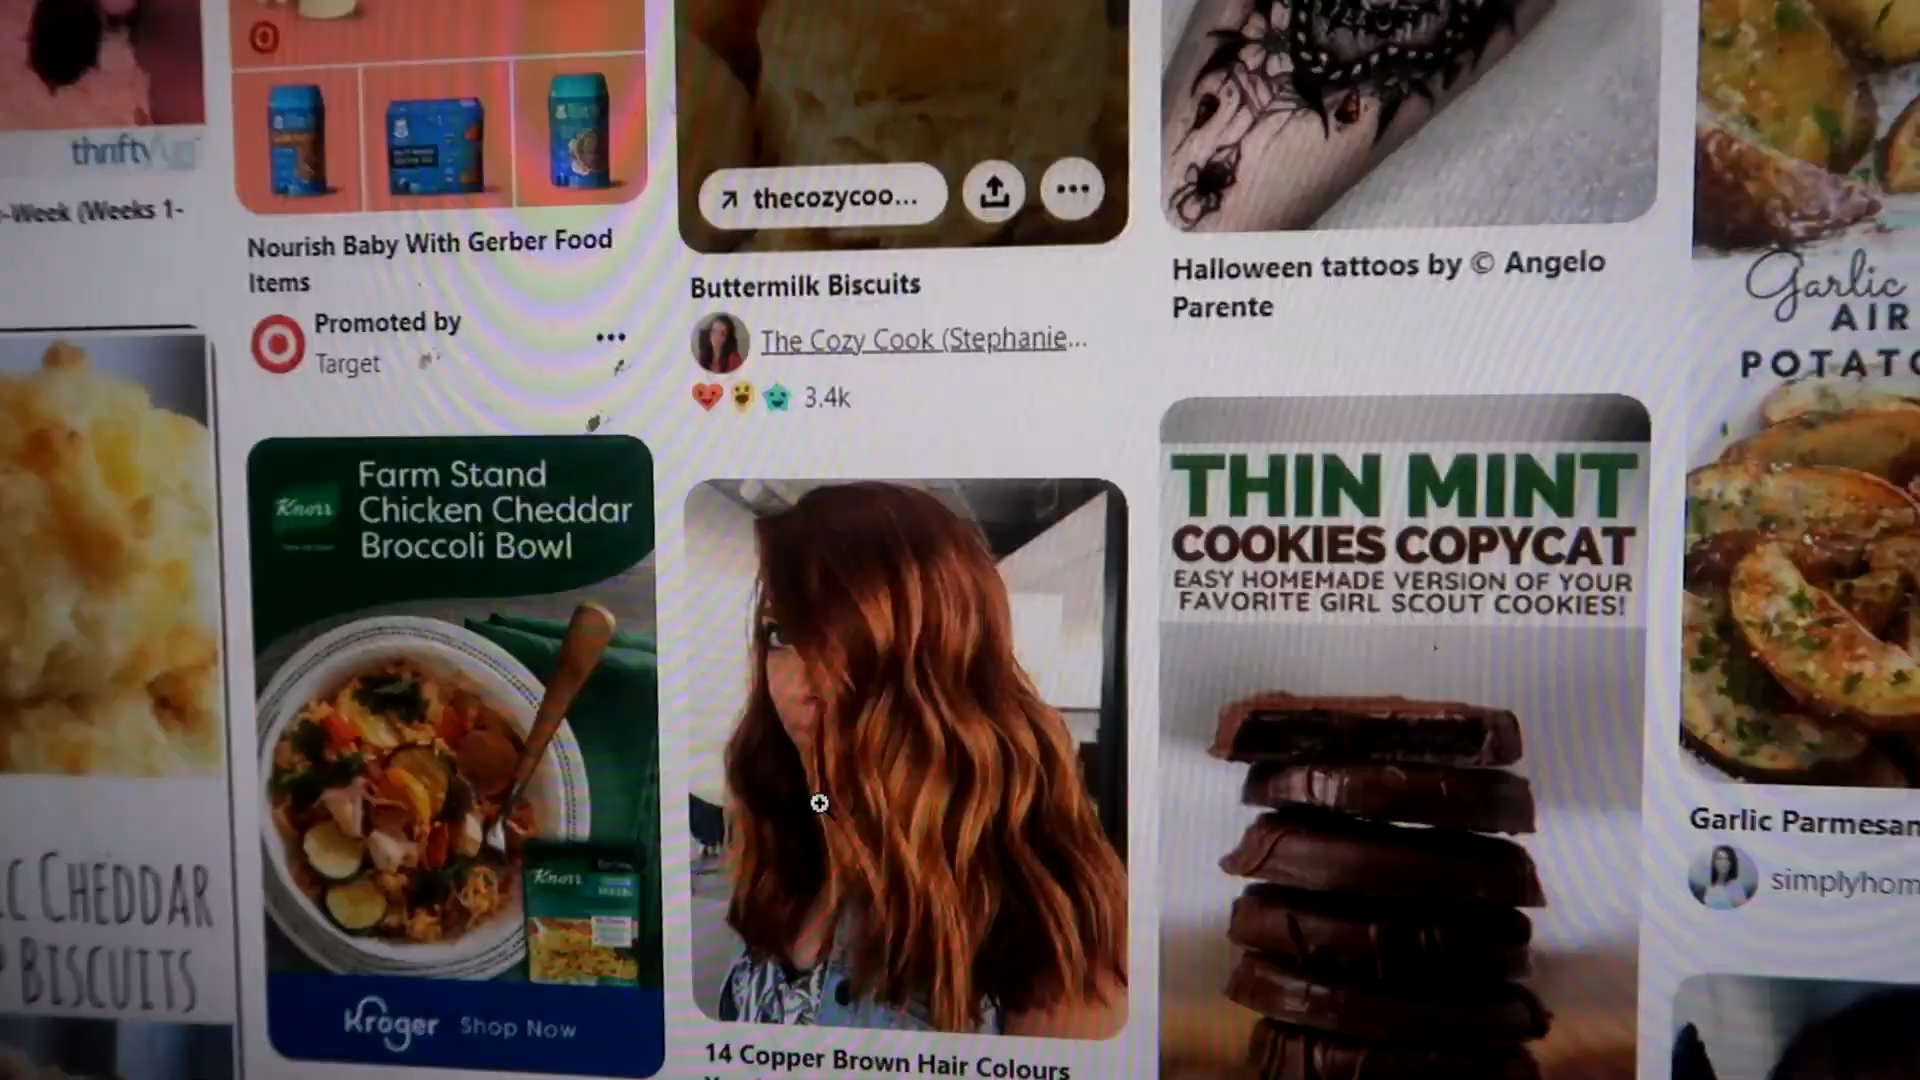 thrifty
-Week (Weeks 1-
CHEDDAR
BISCUITS
Nourish Baby With Gerber Food
Items
Promoted by
Target
Knorr
Farm Stand
Chicken Cheddar
Broccoli Bowl
Knorr
Kroger Shop Now
thecozycoo...
Buttermilk Biscuits
The Cozy Cook (Stephanie...
3.4k
14 Copper Brown Hair Colours
Halloween tattoos by © Angelo
Parente
THIN MINT
COOKIES COPYCAT
EASY HOMEMADE VERSION OF YOUR
FAVORITE GIRL SCOUT COOKIES!
Garlic
AIR
POTATO
Garlic Parmesan
simplyhom